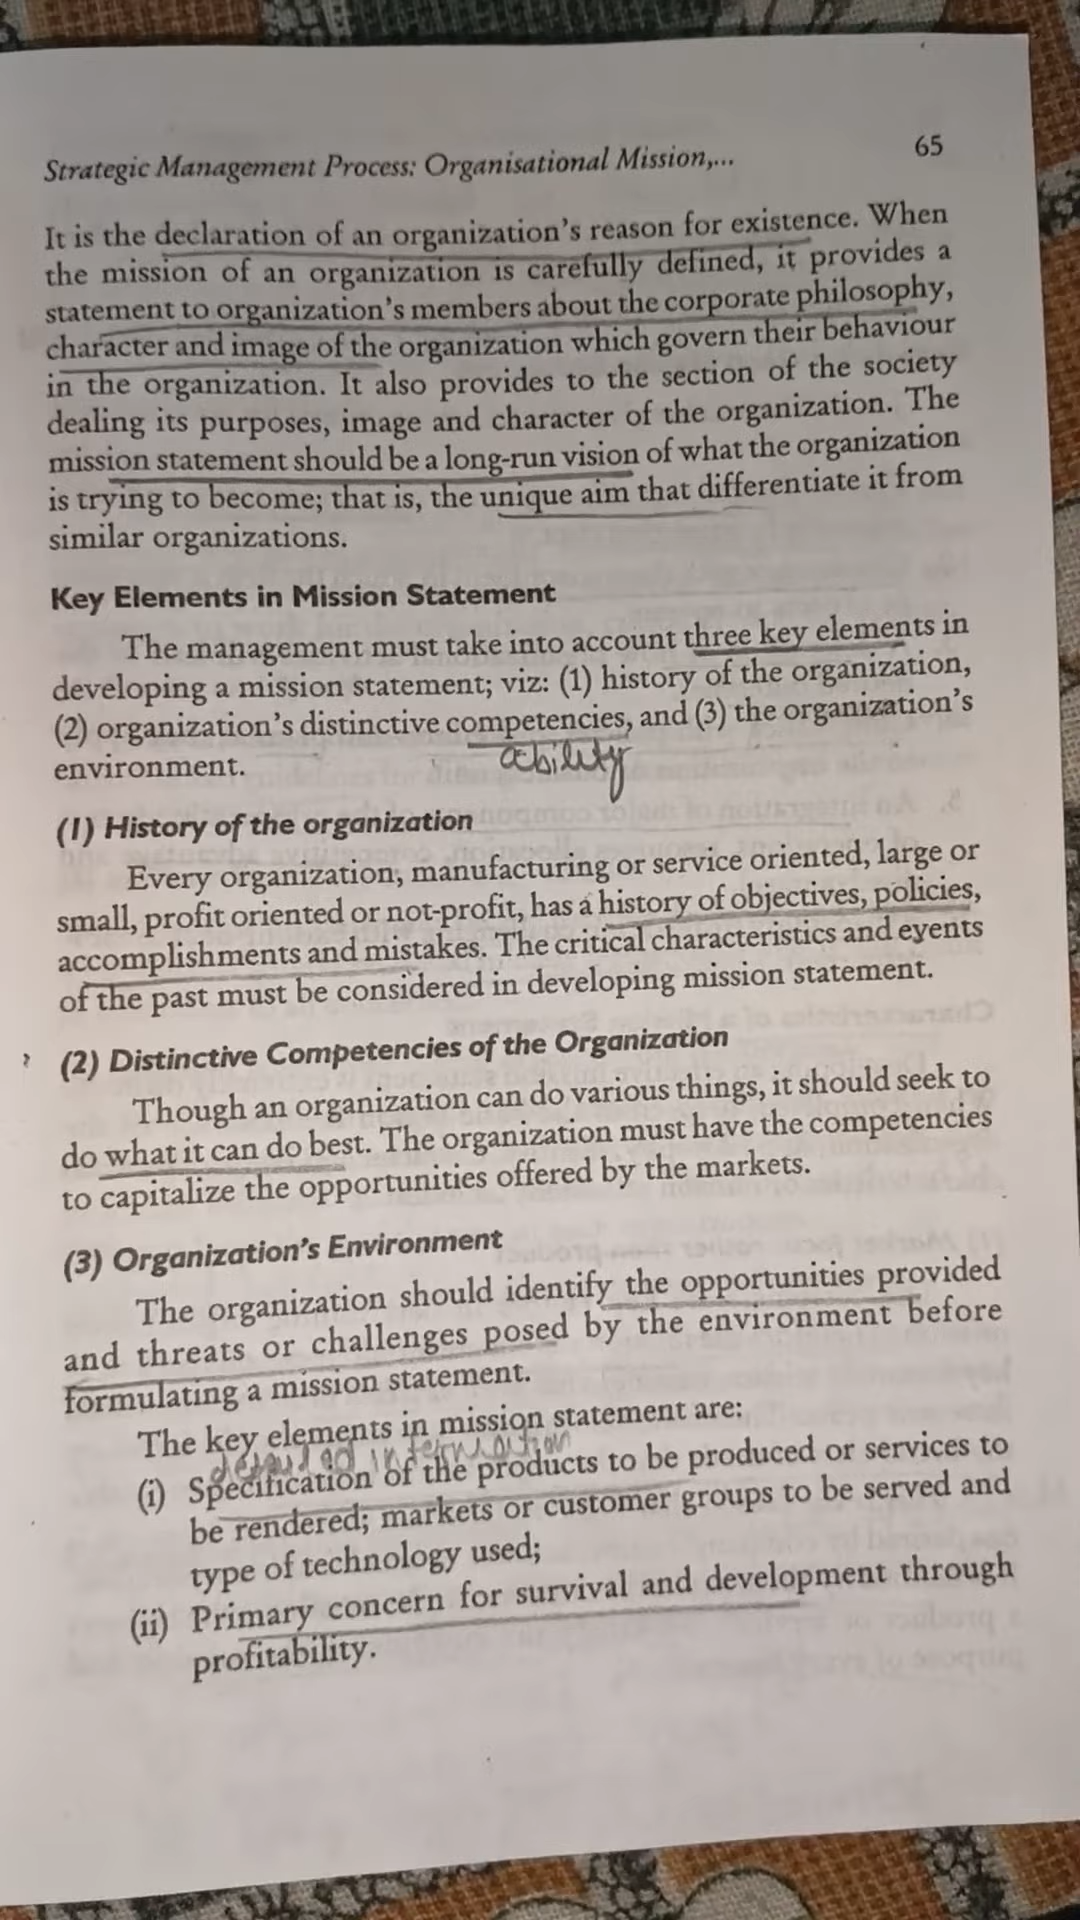 65
Strategic Management Process: Organisational Mission,...
It is the declaration of an organization's reason for existence. When
the mission of an organization is carefully defined, it provides a
statement to organization's members about the corporate philosophy,
character and image of the organization which govern their behaviour
in the organization. It also provides to the section of the society
dealing its purposes, image and character of the organization. The
mission statement should be a long-run vision of what the organization
is trying to become; that is, the unique aim that differentiate it from
similar organizations.
Key Elements in Mission Statement
The management must take into account three key elements in
developing a mission statement; viz: (1) history of the organization,
(2) organization's distinctive competencies, and (3) the organization's
environment.
ability
(1) History of the organization
Every organization, manufacturing or service oriented, large or
small, profit oriented or not-profit, has a history of objectives, policies,
accomplishments and mistakes. The critical characteristics and events
of the past must be considered in developing mission statement.
(2) Distinctive Competencies of the Organization
Though an organization can do various things, it should seek to
do what it can do best. The organization must have the competencies
to capitalize the opportunities offered by the markets.
(3) Organization's Environment
The organization should identify the opportunities provided
and threats or challenges posed by the environment before
formulating a mission statement.
The key elements in mission statement are:
information
(i) Specification of the products to be produced or services to
be rendered; markets or customer groups to be served and
type of technology used;
(ii) Primary concern for survival and development through
profitability.